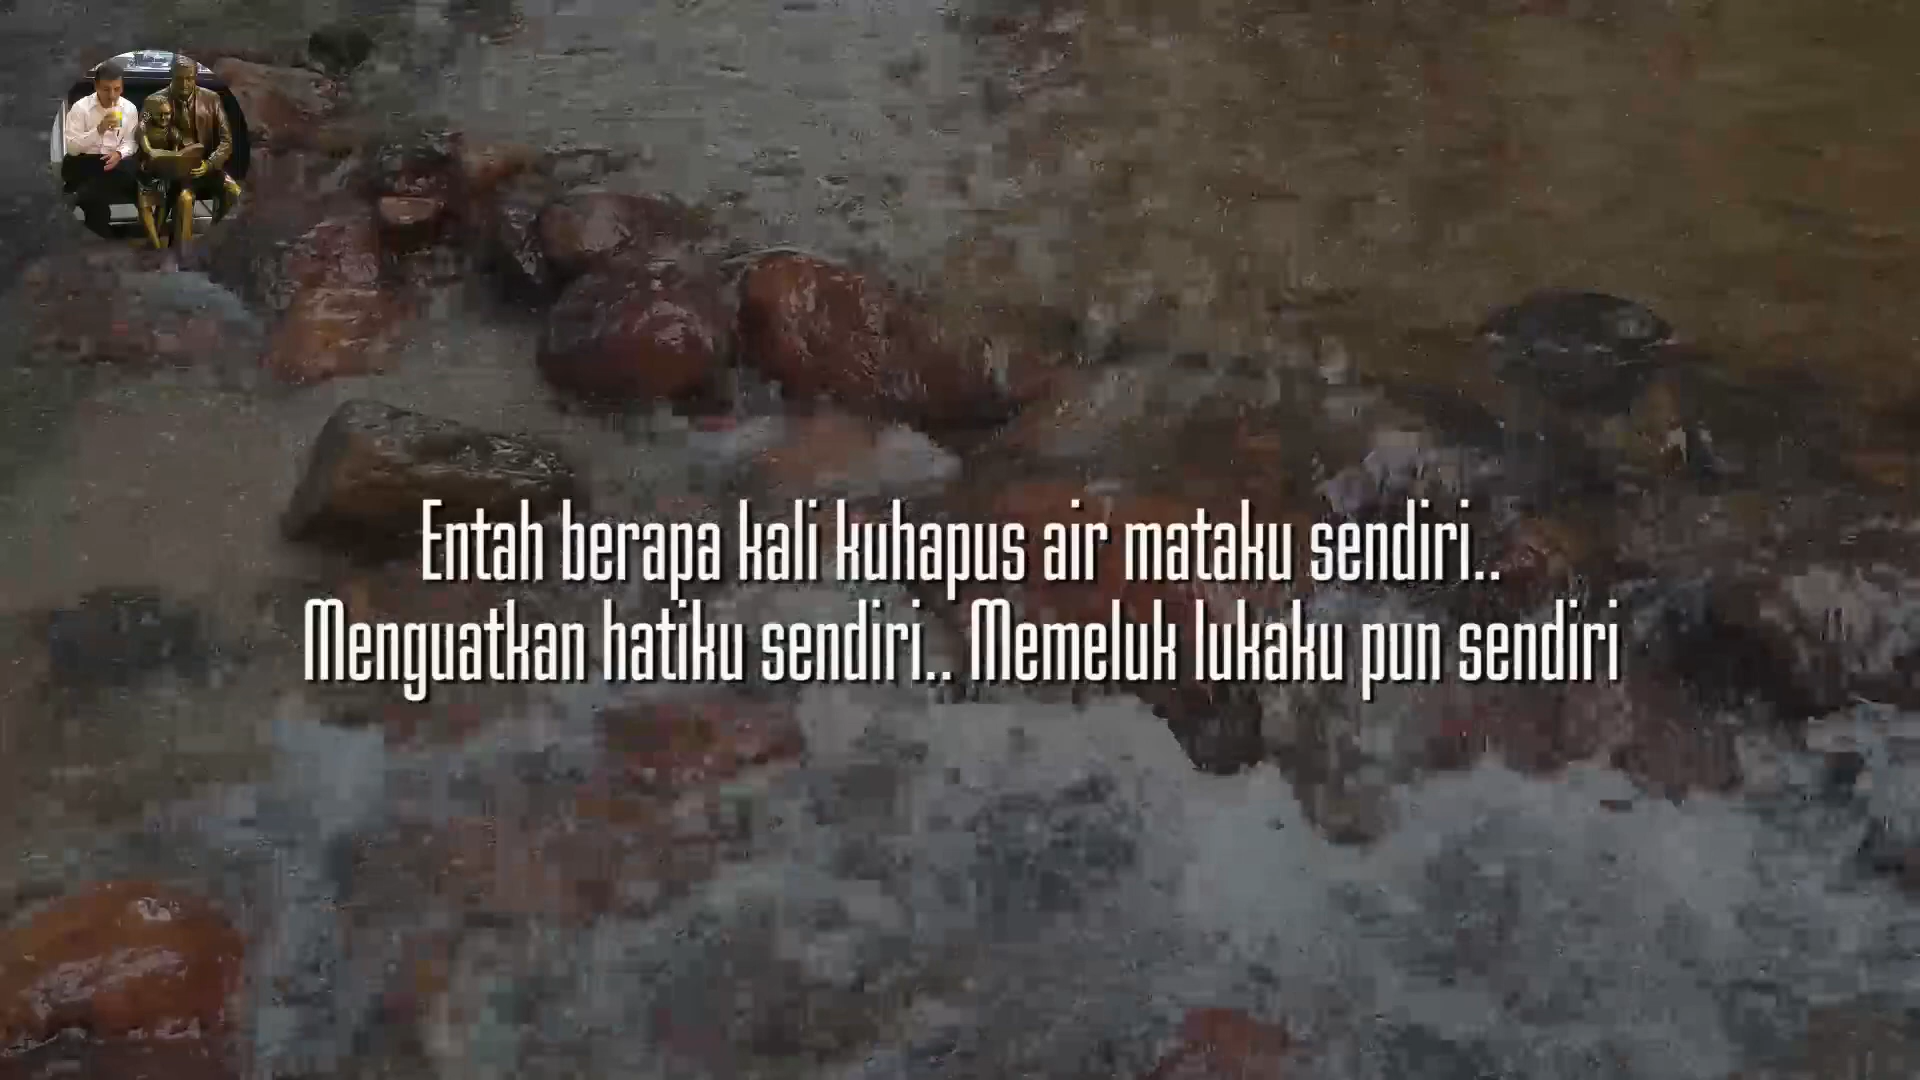 Entah berapa kali kuhapus air mataku sendiri..
Menguatkan hatiku sendiri.. Memeluk lukaku pun sendiri